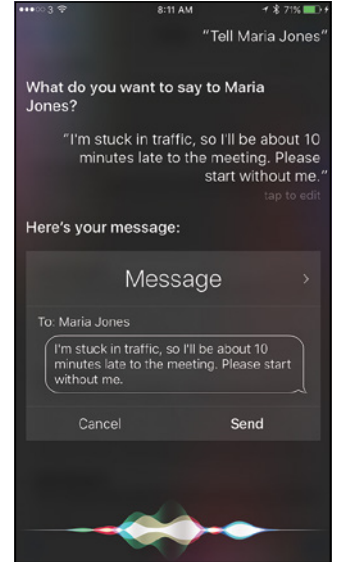 3 8:11 AM 71%
“Tell Maria Jones”
What do you want to say to Maria
Jones?
“I'm stuck in traffic, so I'll be about 10
minutes late to the meeting. Please
start without me.”
tap to edit
Here's your message:
Message
To: Maria Jones
I'm stuck in traffic, so I'll be about 10
minutes late to the meeting. Please start
without me.
Cancel Send